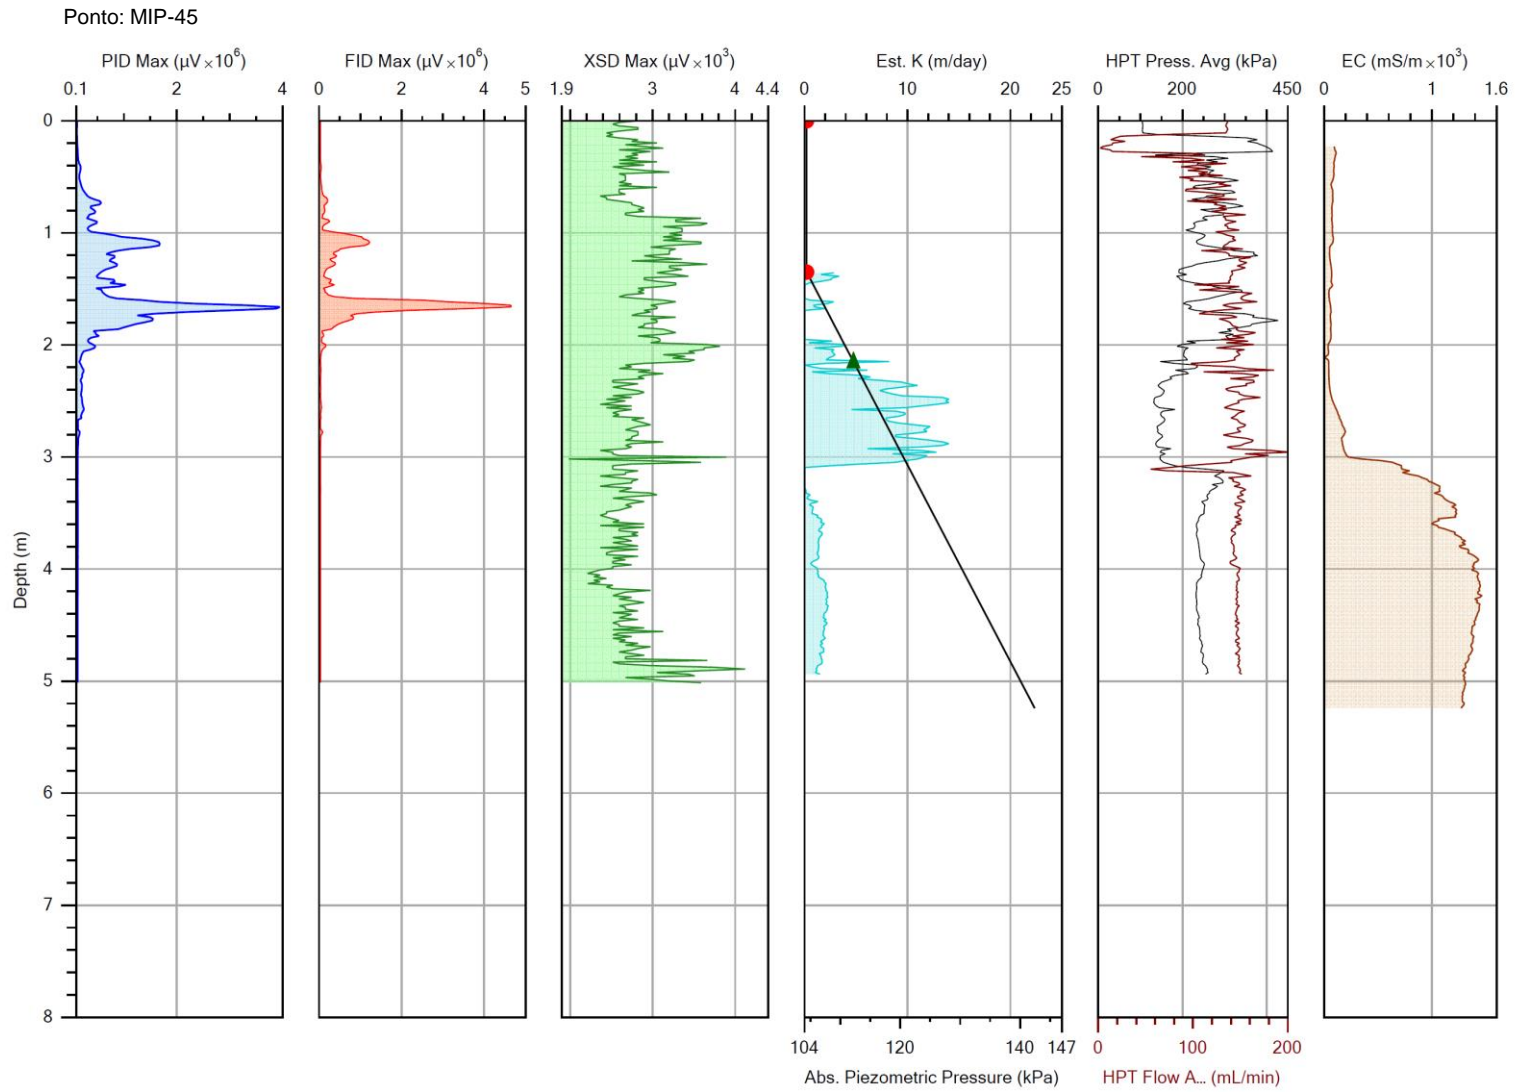 Ponto: MIP-45
PID Max (µV×10⁶) FID Max (µV×10⁶) XSD Max (µV×10³) Est. K (m/day) HPT Press. Avg (kPa) EC (mS/m×10³)
0.1 2 4 0 2 4 5 1.9 3 4 4.4 0 10 20 25 0 200 450 0 1 1.6
0
1
2
3
4
5
6
7
8
Depth (m)
104 120 140 147 0 100 200
Abs. Piezometric Pressure (kPa) HPT Flow A... (mL/min)